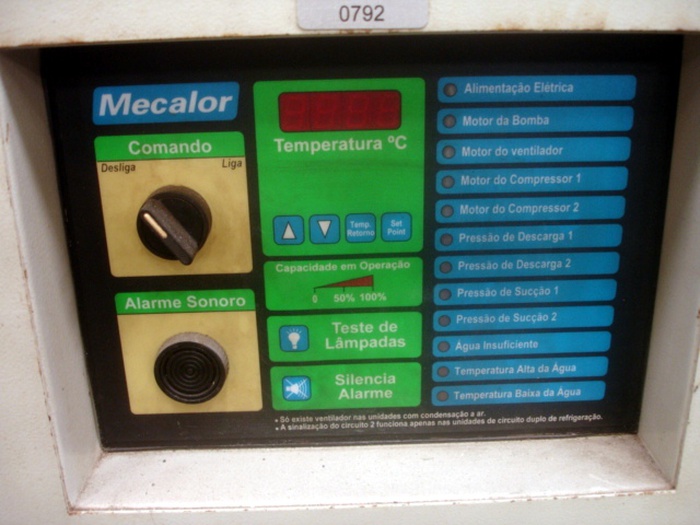 0792
Mecalor
Comando
Desliga
Liga
Alarme Sonoro
Temperatura ºC
Temp.
Retorno
Set
Point
Capacidade em Operação
0 50% 100%
Teste de
Lâmpadas
Silencia
Alarme
Alimentação Elétrica
Motor da Bomba
Motor do ventilador
Motor do Compressor 1
Motor do Compressor 2
Pressão de Descarga 1
Pressão de Descarga 2
Pressão de Sucção 1
Pressão de Sucção 2
Água Insuficiente
Temperatura Alta da Água
Temperatura Baixa da Água
• Só existe ventilador nas unidades com condensação a ar.
• A sinalização do circuito 2 funciona apenas nas unidades de circuito duplo de refrigeração.